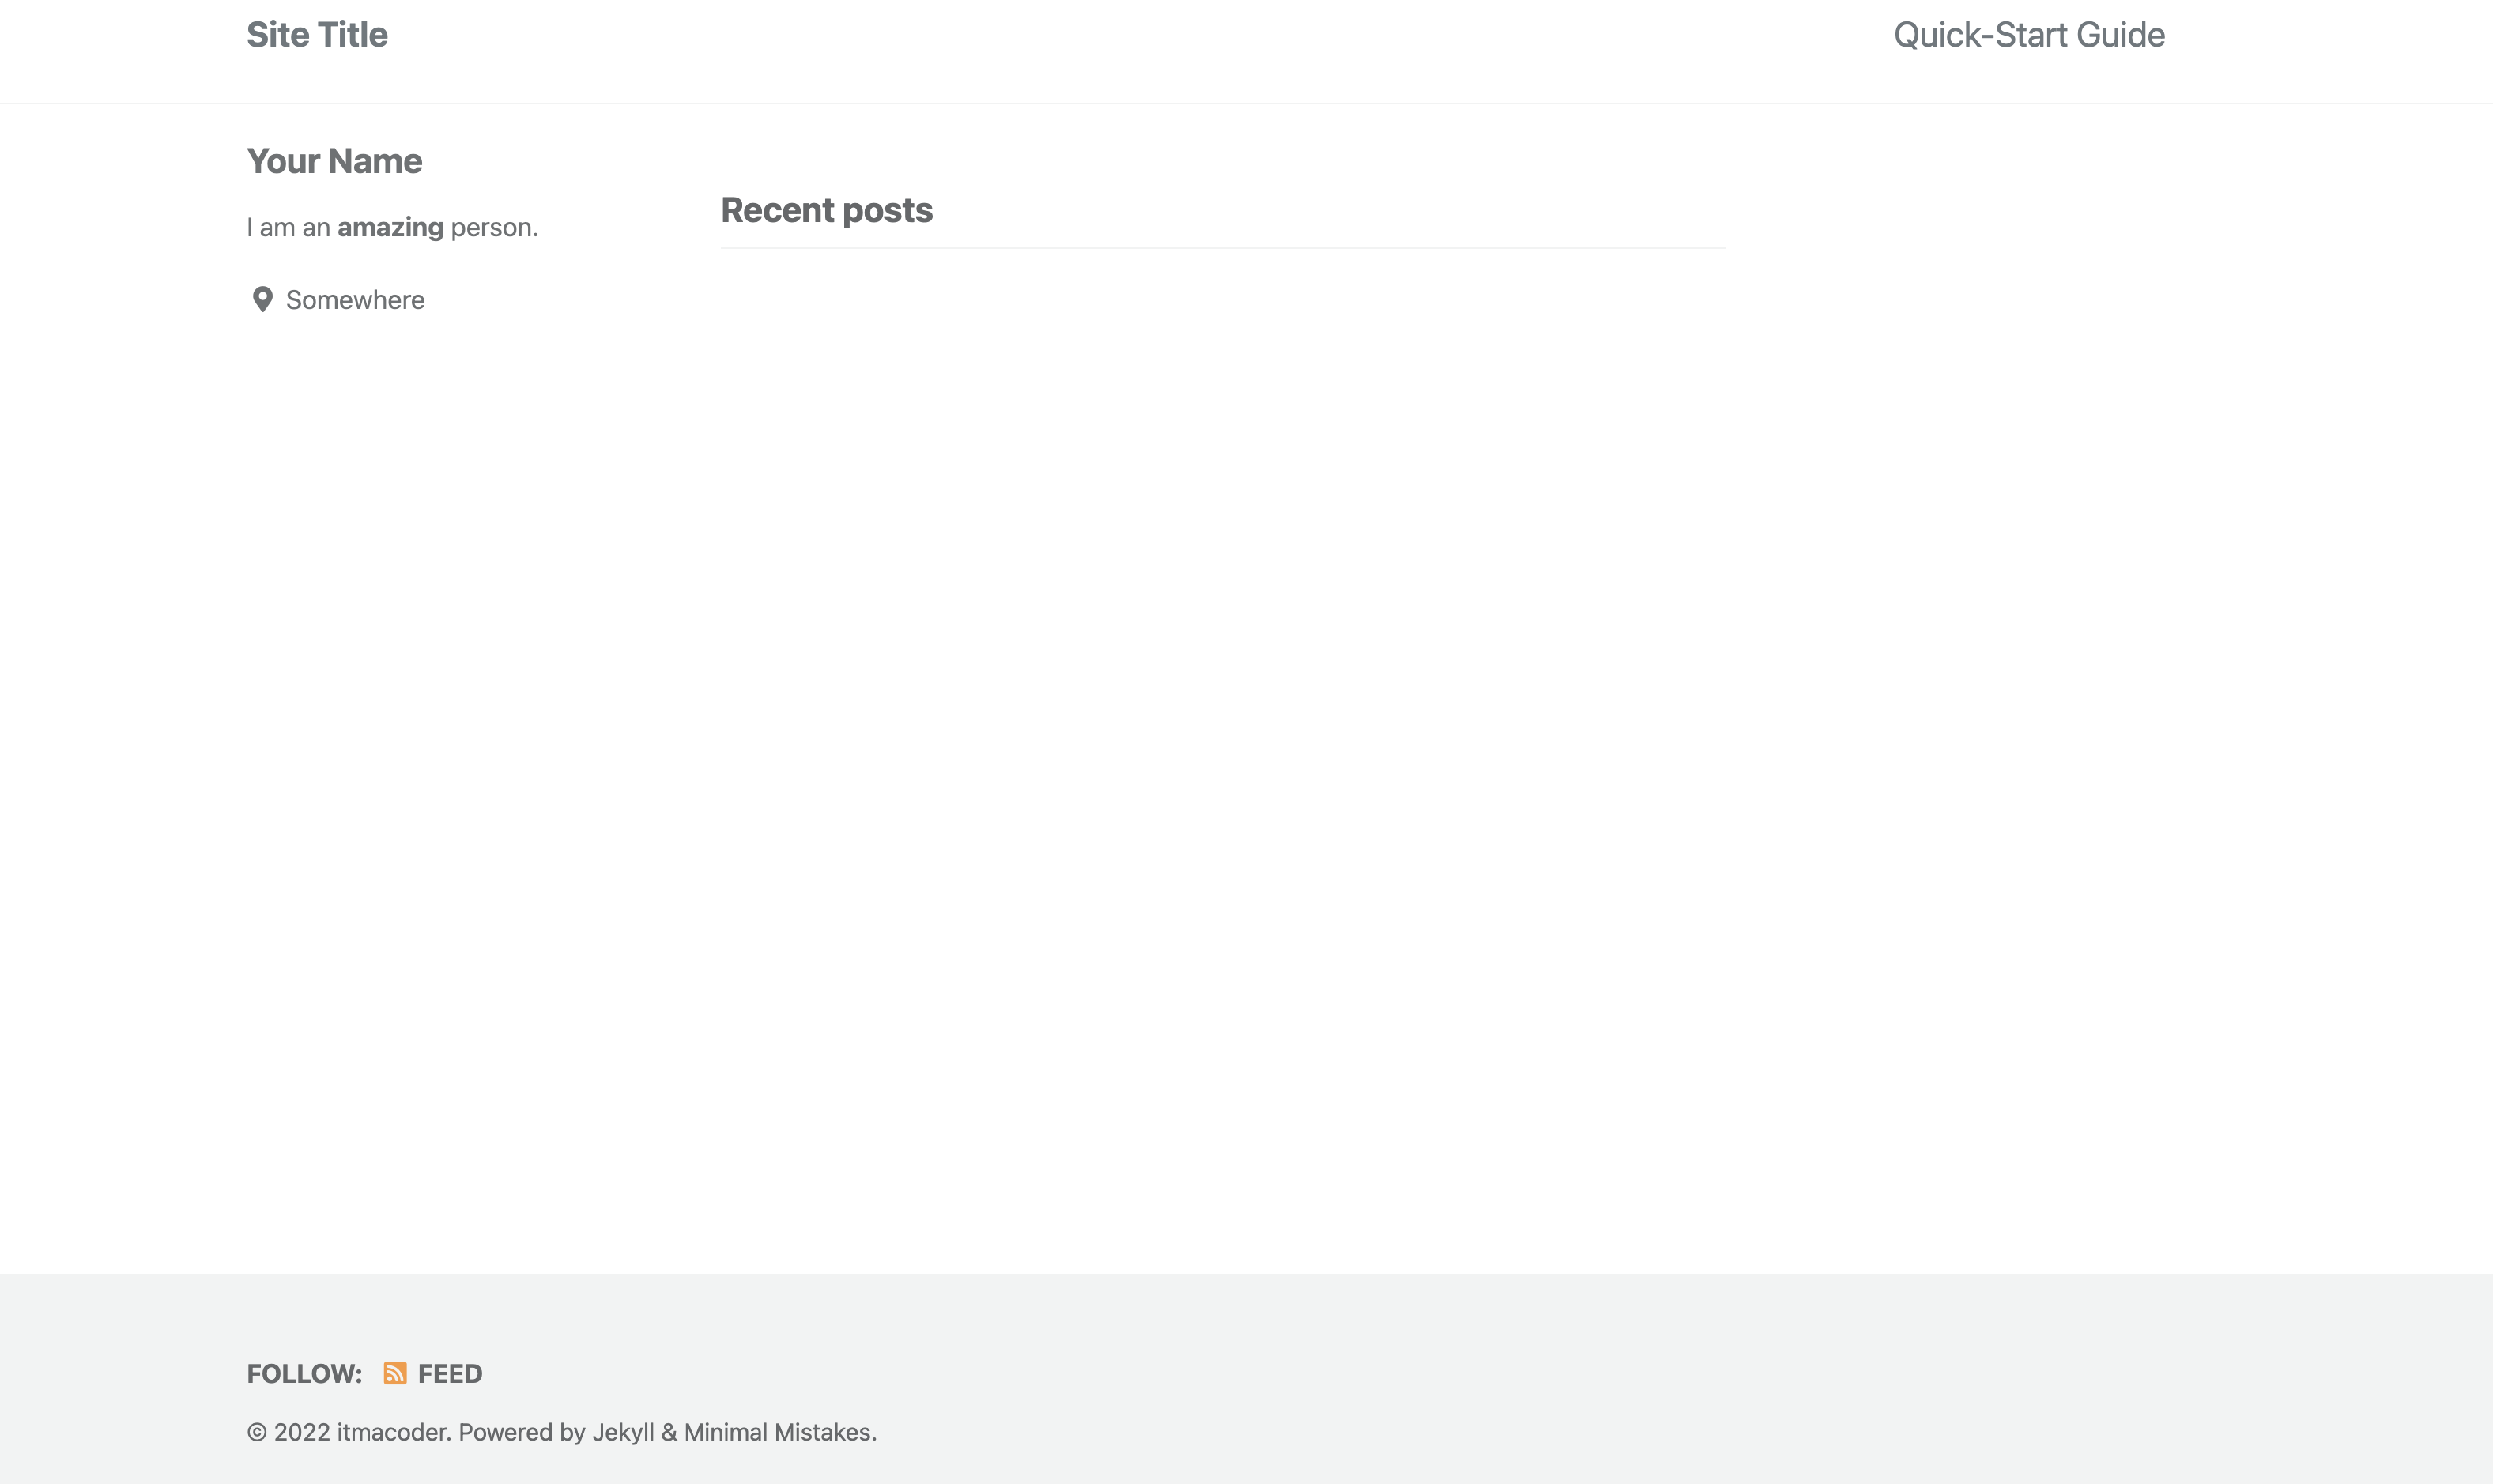 Site Title
Quick-Start Guide
Your Name
I am an amazing person.
Somewhere
Recent posts
FOLLOW: FEED
© 2022 itmacoder. Powered by Jekyll & Minimal Mistakes.